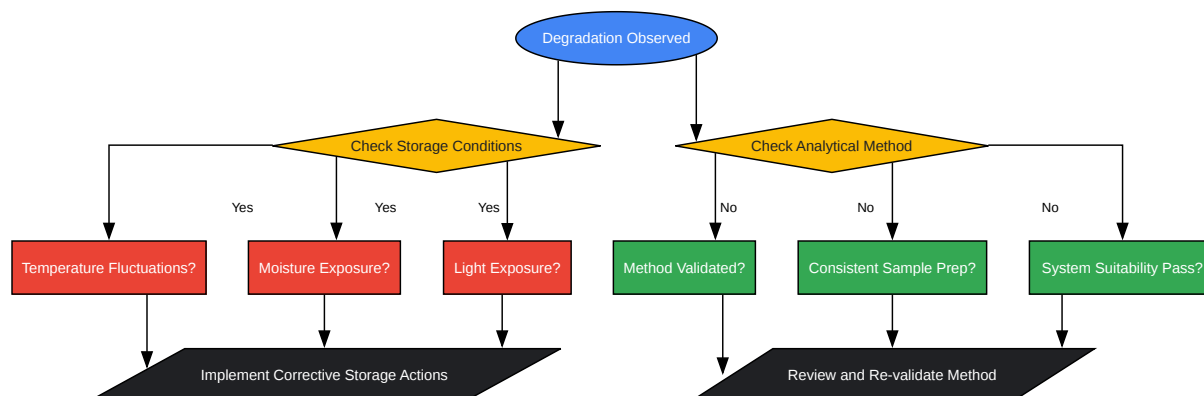 Degradation Observed
Check Storage Conditions
Check Analytical Method
Yes
Yes
Yes
No
No
No
Temperature Fluctuations?
Moisture Exposure?
Light Exposure?
Method Validated?
Consistent Sample Prep?
System Suitability Pass?
Implement Corrective Storage Actions
Review and Re-validate Method